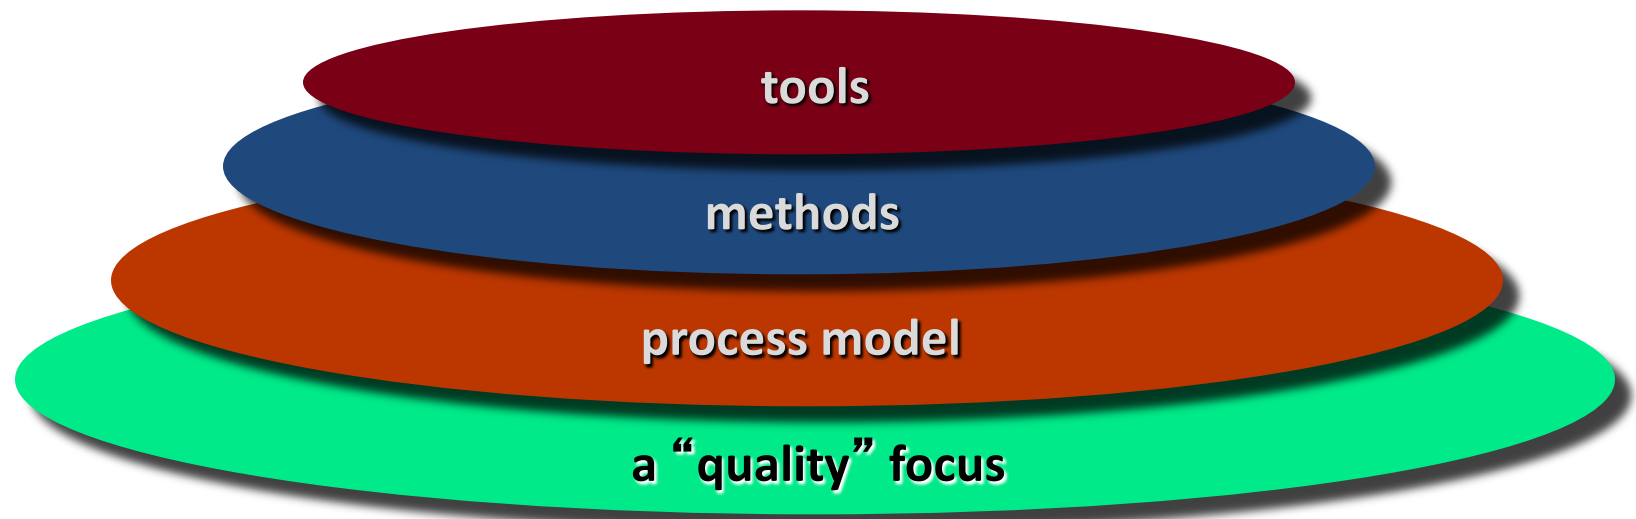 tools
methods
process model
a “quality” focus